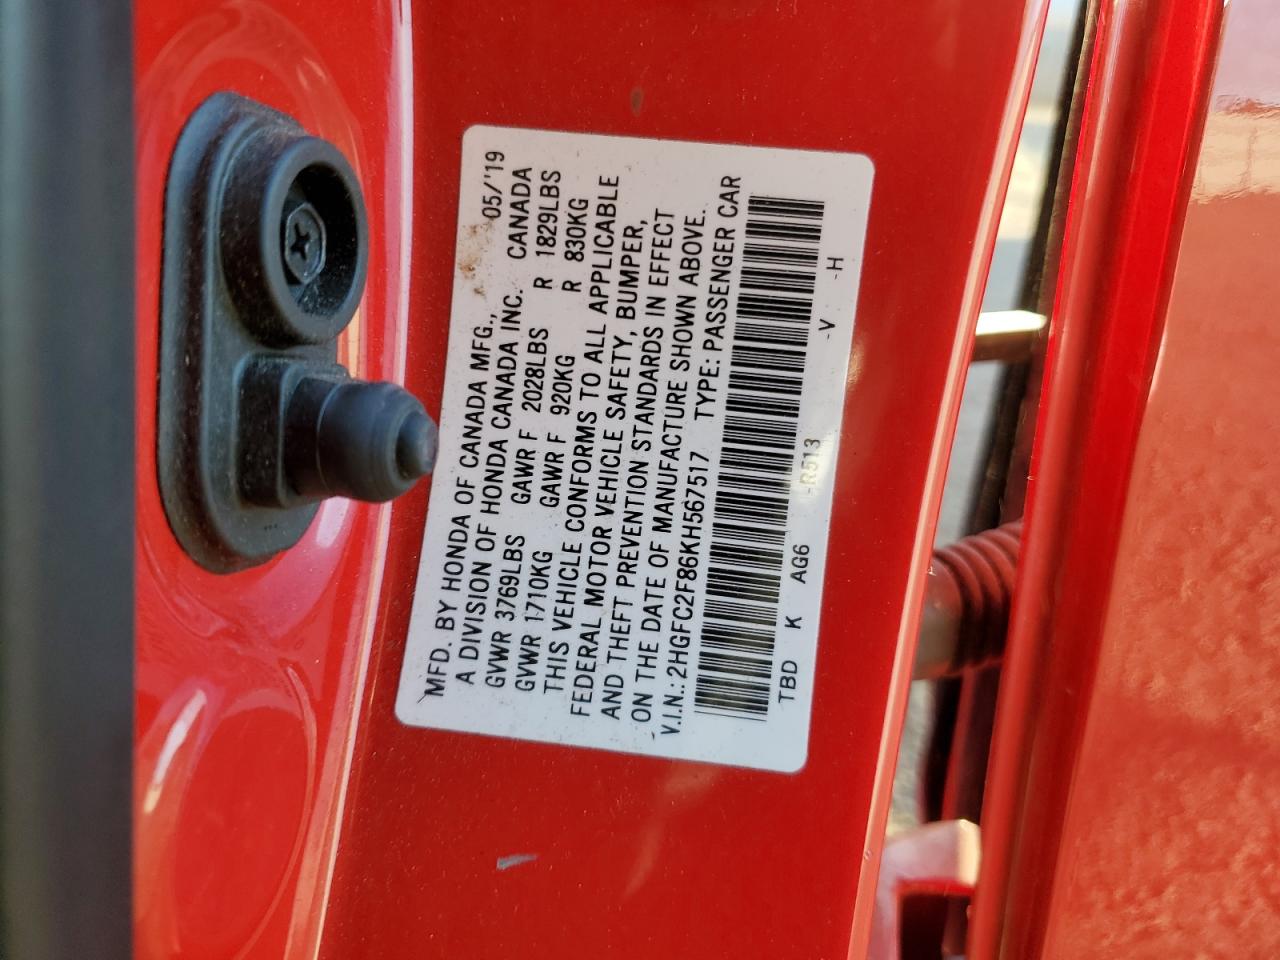 MFD. BY HONDA OF CANADA MFG., 05/'19
A DIVISION OF HONDA CANADA INC. CANADA
GVWR 3769LBS GAWR F 2028LBS R 1829LBS
GVWR 1710KG GAWR F 920KG R 830KG
THIS VEHICLE CONFORMS TO ALL APPLICABLE
FEDERAL MOTOR VEHICLE SAFETY, BUMPER,
AND THEFT PREVENTION STANDARDS IN EFFECT
ON THE DATE OF MANUFACTURE SHOWN ABOVE.
V.I.N.: 2HGFC2F86KH567517 TYPE: PASSENGER CAR
TBD K AG6 -R513 -V -H